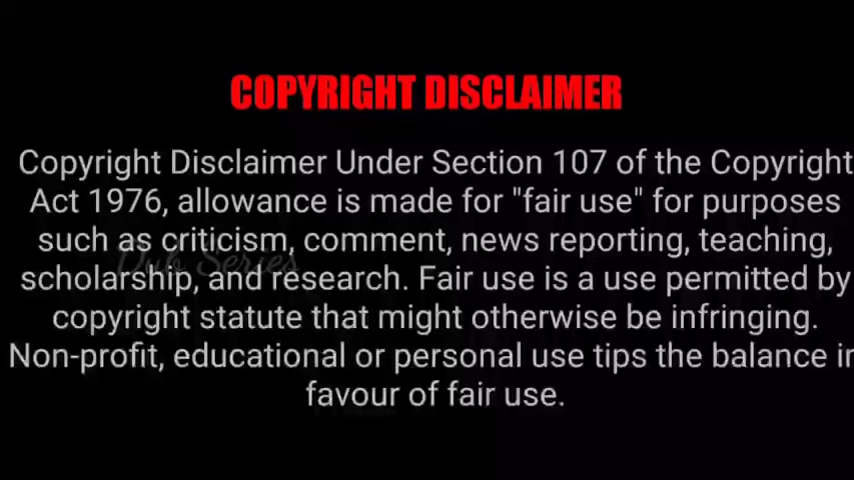 COPYRIGHT DISCLAIMER
Copyright Disclaimer Under Section 107 of the Copyright
Act 1976, allowance is made for "fair use" for purposes
such as criticism, comment, news reporting, teaching,
scholarship, and research. Fair use is a use permitted by
copyright statute that might otherwise be infringing.
Non-profit, educational or personal use tips the balance in
favour of fair use.
Dub Series